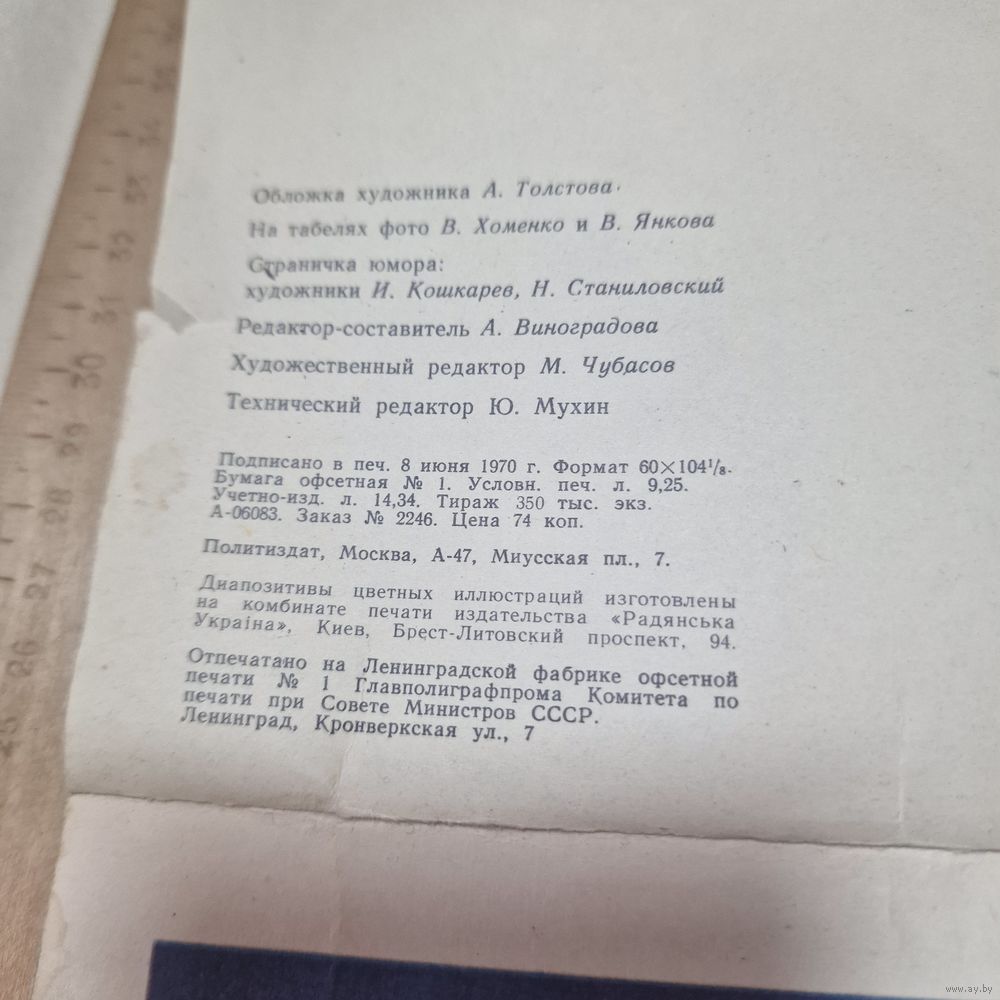 Обложка художника А. Толстова.
На табелях фото В. Хоменко и В. Янкова
Страничка юмора:
художники И. Кошкарев, Н. Станиловский
Редактор-составитель А. Виноградова
Художественный редактор М. Чубасов
Технический редактор Ю. Мухин
Подписано в печ. 8 июня 1970 г. Формат 60×104¹/₈.
Бумага офсетная № 1. Условн. печ. л. 9,25.
Учетно-изд. л. 14,34. Тираж 350 тыс. экз.
А-06083. Заказ № 2246. Цена 74 коп.
Политиздат, Москва, А-47, Миусская пл., 7.
Диапозитивы цветных иллюстраций изготовлены
на комбинате печати издательства «Радянська
Україна», Киев, Брест-Литовский проспект, 94.
Отпечатано на Ленинградской фабрике офсетной
печати № 1 Главполиграфпрома Комитета по
печати при Совете Министров СССР.
Ленинград, Кронверкская ул., 7
33
32
31
30
29
28
27
26
25
www.ay.by